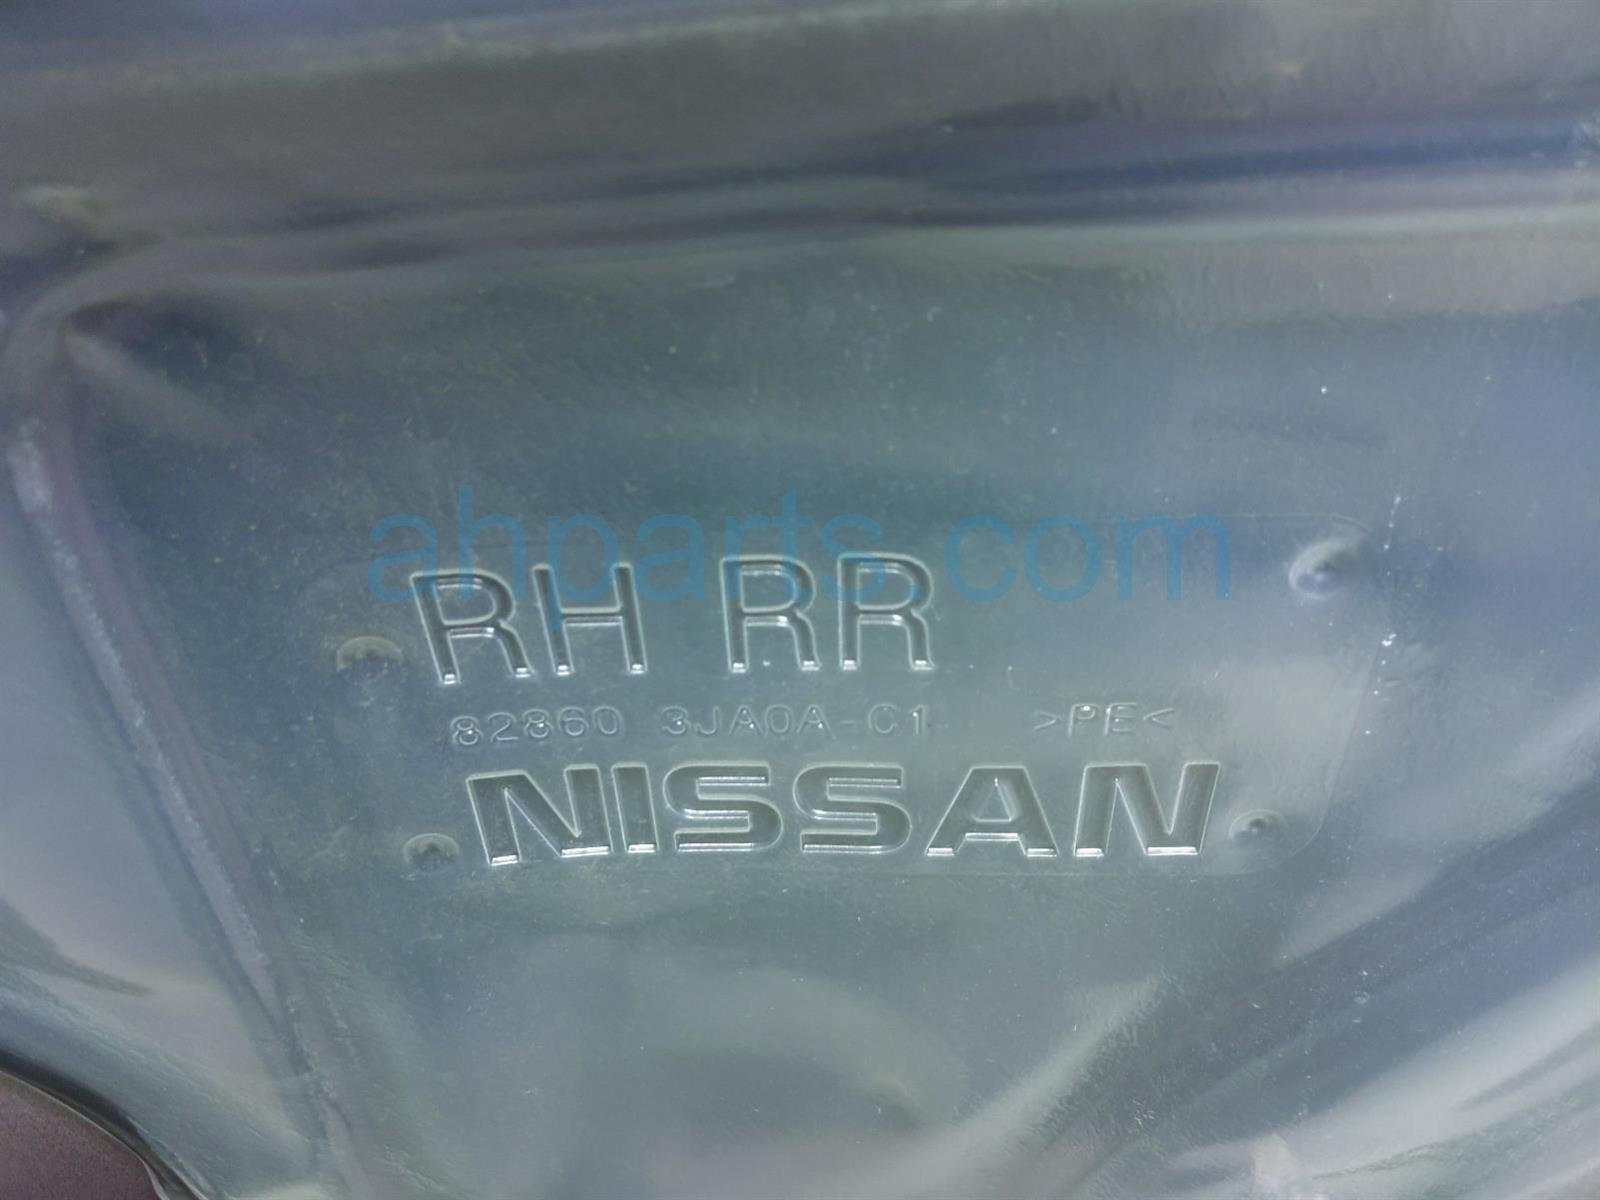 ahparts.com
RH RR
82860 3JA0A-C1 >PE<
NISSAN